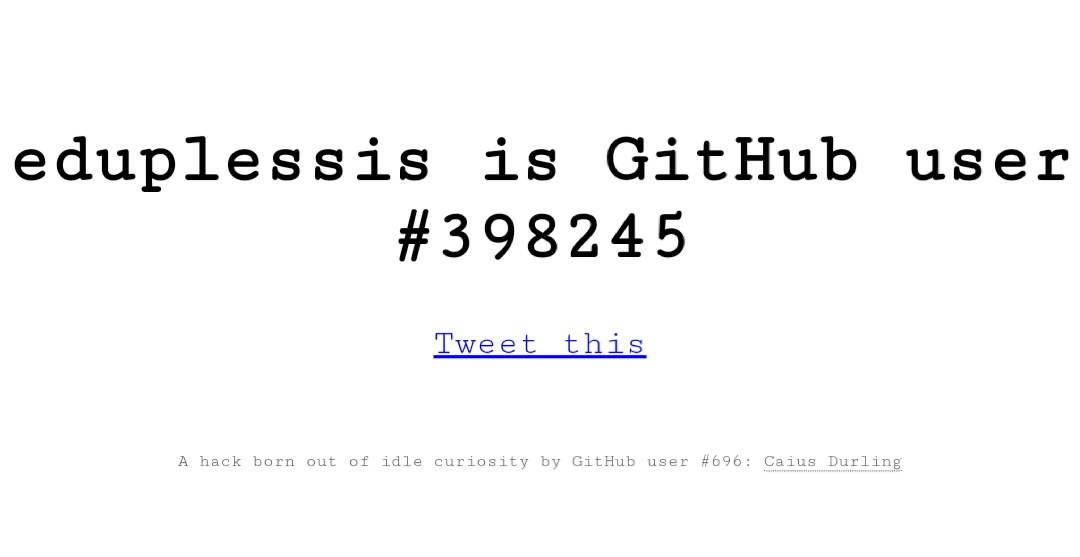 eduplessis is GitHub user
#398245
Tweet this
A hack born out of idle curiosity by GitHub user #696: Caius Durling